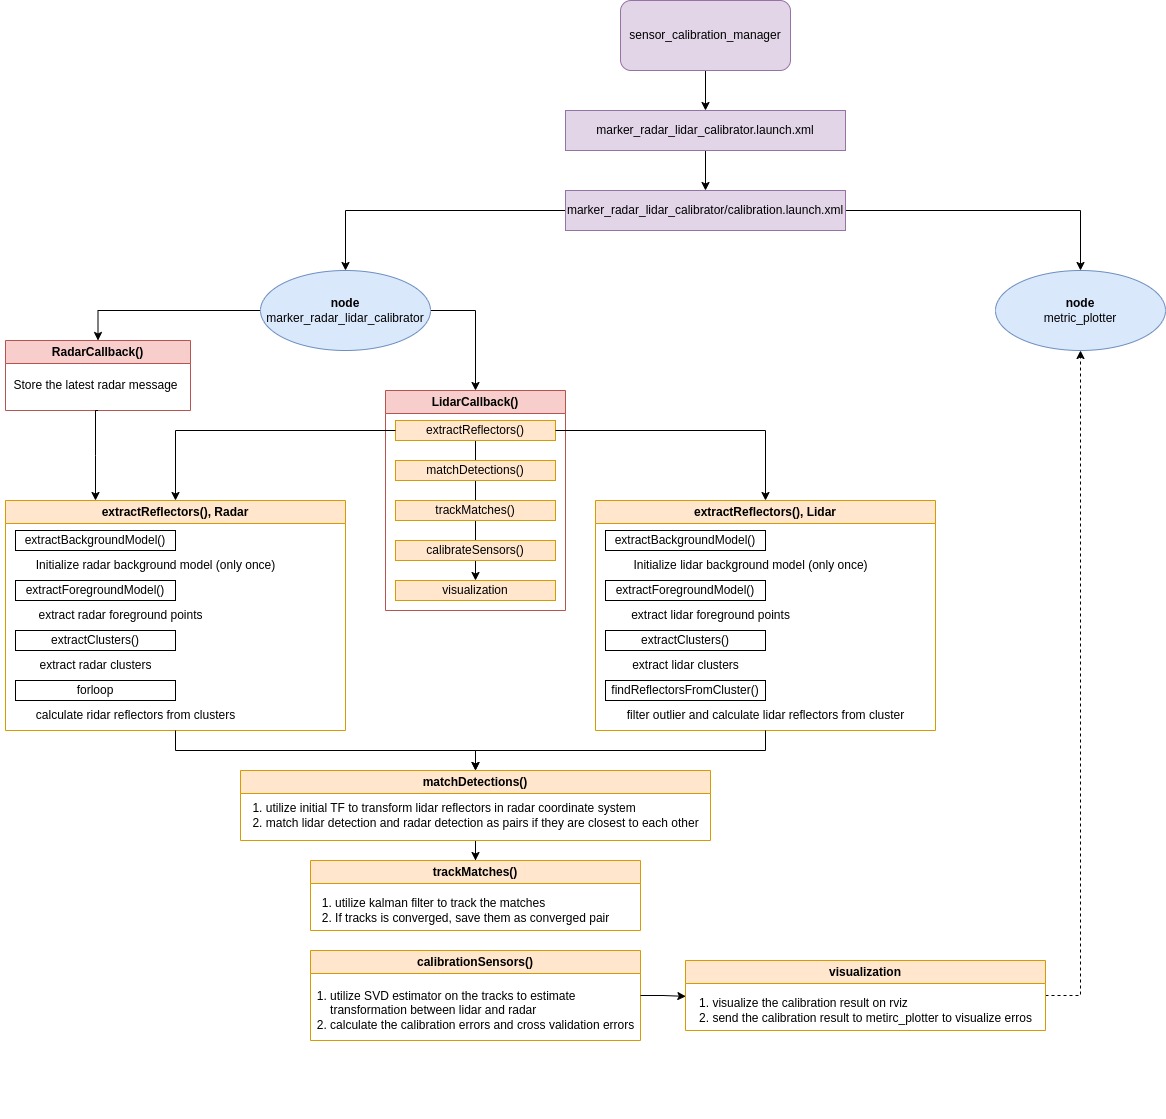 sensor_calibration_manager
marker_radar_lidar_calibrator.launch.xml
marker_radar_lidar_calibrator/calibration.launch.xml
node
marker_radar_lidar_calibrator
node
metric_plotter
RadarCallback()
Store the latest radar message
LidarCallback()
extractReflectors()
matchDetections()
trackMatches()
calibrateSensors()
visualization
extractReflectors(), Radar
extractBackgroundModel()
Initialize radar background model (only once)
extractForegroundModel()
extract radar foreground points
extractClusters()
extract radar clusters
forloop
calculate ridar reflectors from clusters
extractReflectors(), Lidar
extractBackgroundModel()
Initialize lidar background model (only once)
extractForegroundModel()
extract lidar foreground points
extractClusters()
extract lidar clusters
findReflectorsFromCluster()
filter outlier and calculate lidar reflectors from cluster
matchDetections()
1. utilize initial TF to transform lidar reflectors in radar coordinate system
2. match lidar detection and radar detection as pairs if they are closest to each other
trackMatches()
1. utilize kalman filter to track the matches
2. If tracks is converged, save them as converged pair
calibrationSensors()
1. utilize SVD estimator on the tracks to estimate
transformation between lidar and radar
2. calculate the calibration errors and cross validation errors
visualization
1. visualize the calibration result on rviz
2. send the calibration result to metirc_plotter to visualize erros